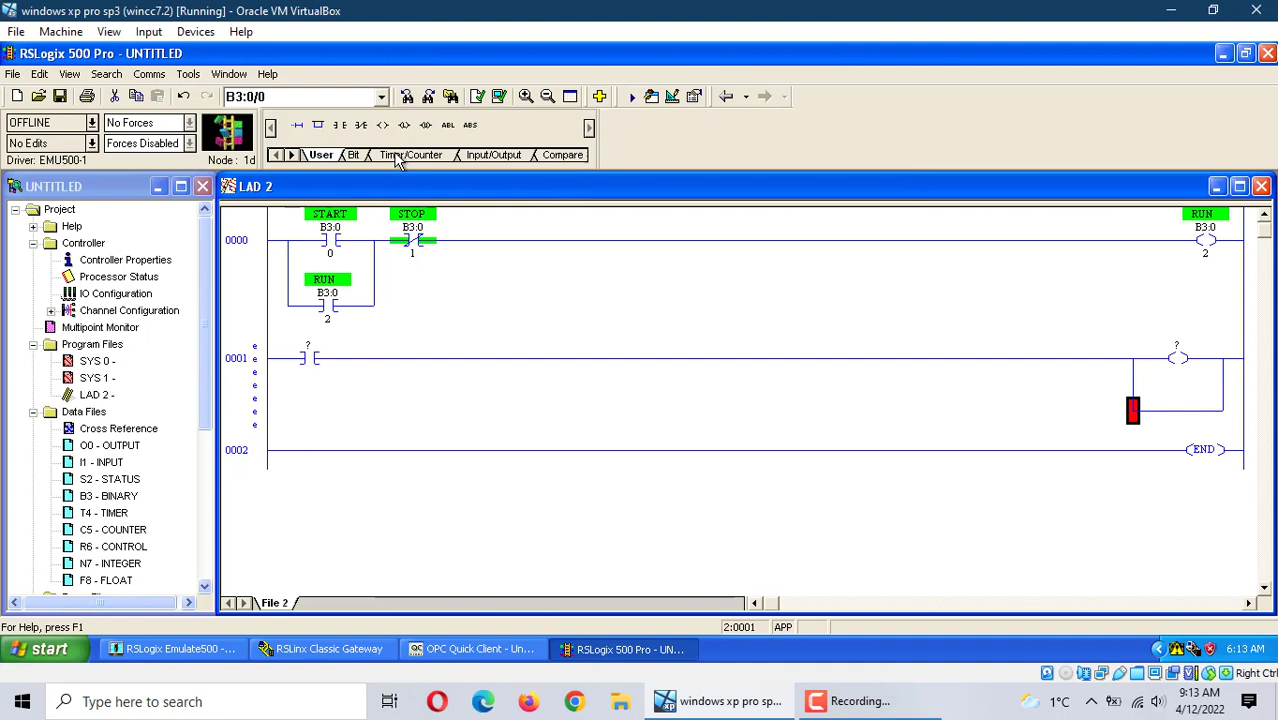 windows xp pro sp3 (wincc7.2) [Running] - Oracle VM VirtualBox
File Machine View Input Devices Help
RSLogix 500 Pro - UNTITLED
File Edit View Search Comms Tools Window Help
B3:0/0
OFFLINE No Forces
No Edits Forces Disabled
Driver: EMU500-1 Node : 1d
ABL ABS
User Bit Timer/Counter Input/Output Compare
UNTITLED
Project
Help
Controller
Controller Properties
Processor Status
IO Configuration
Channel Configuration
Multipoint Monitor
Program Files
SYS 0 -
SYS 1 -
LAD 2 -
Data Files
Cross Reference
O0 - OUTPUT
I1 - INPUT
S2 - STATUS
B3 - BINARY
T4 - TIMER
C5 - COUNTER
R6 - CONTROL
N7 - INTEGER
F8 - FLOAT
LAD 2
START STOP RUN
B3:0 B3:0 B3:0
0000
0 1 2
RUN
B3:0
2
e ? ?
0001 e
e
e
e
e
e
0002 END
File 2
For Help, press F1 2:0001 APP
start RSLogix Emulate500 -... RSLinx Classic Gateway OPC Quick Client - Un... RSLogix 500 Pro - UN... 6:13 AM
Right Ctrl
Type here to search windows xp pro sp... Recording... 1°C 9:13 AM
4/12/2022